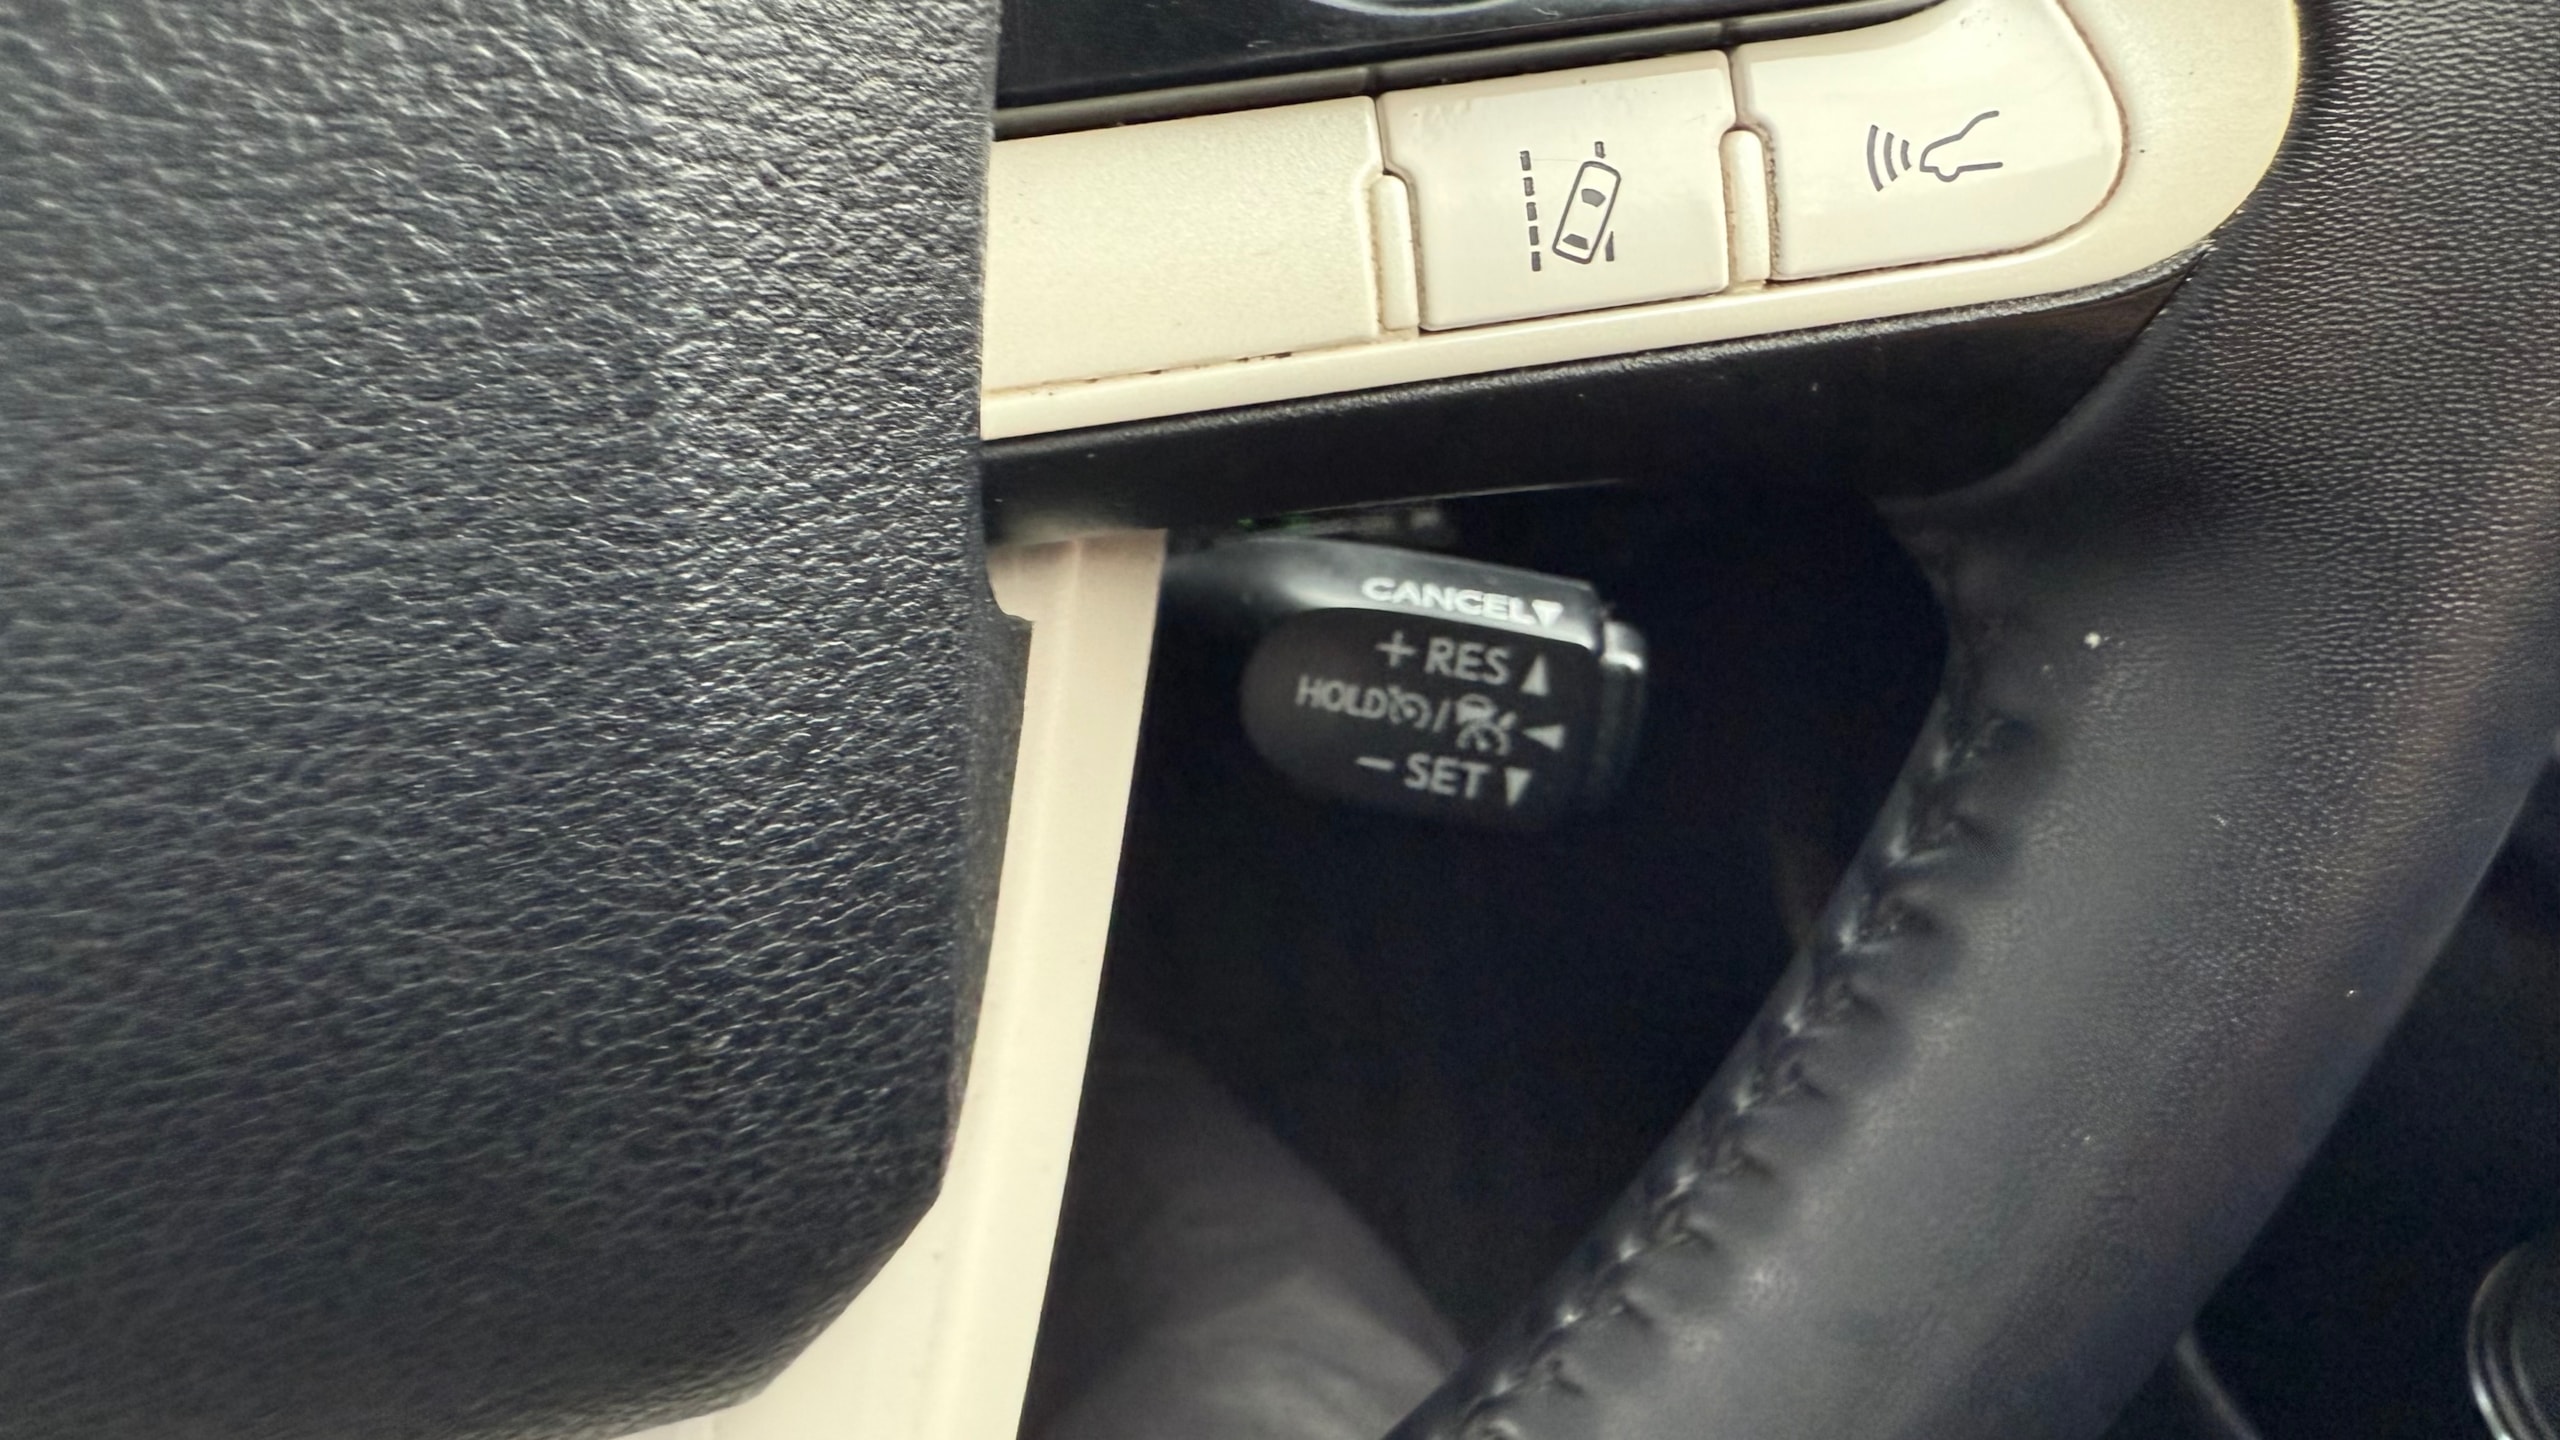 CANCEL▼
+ RES ▲
HOLD / ◄
− SET ▼